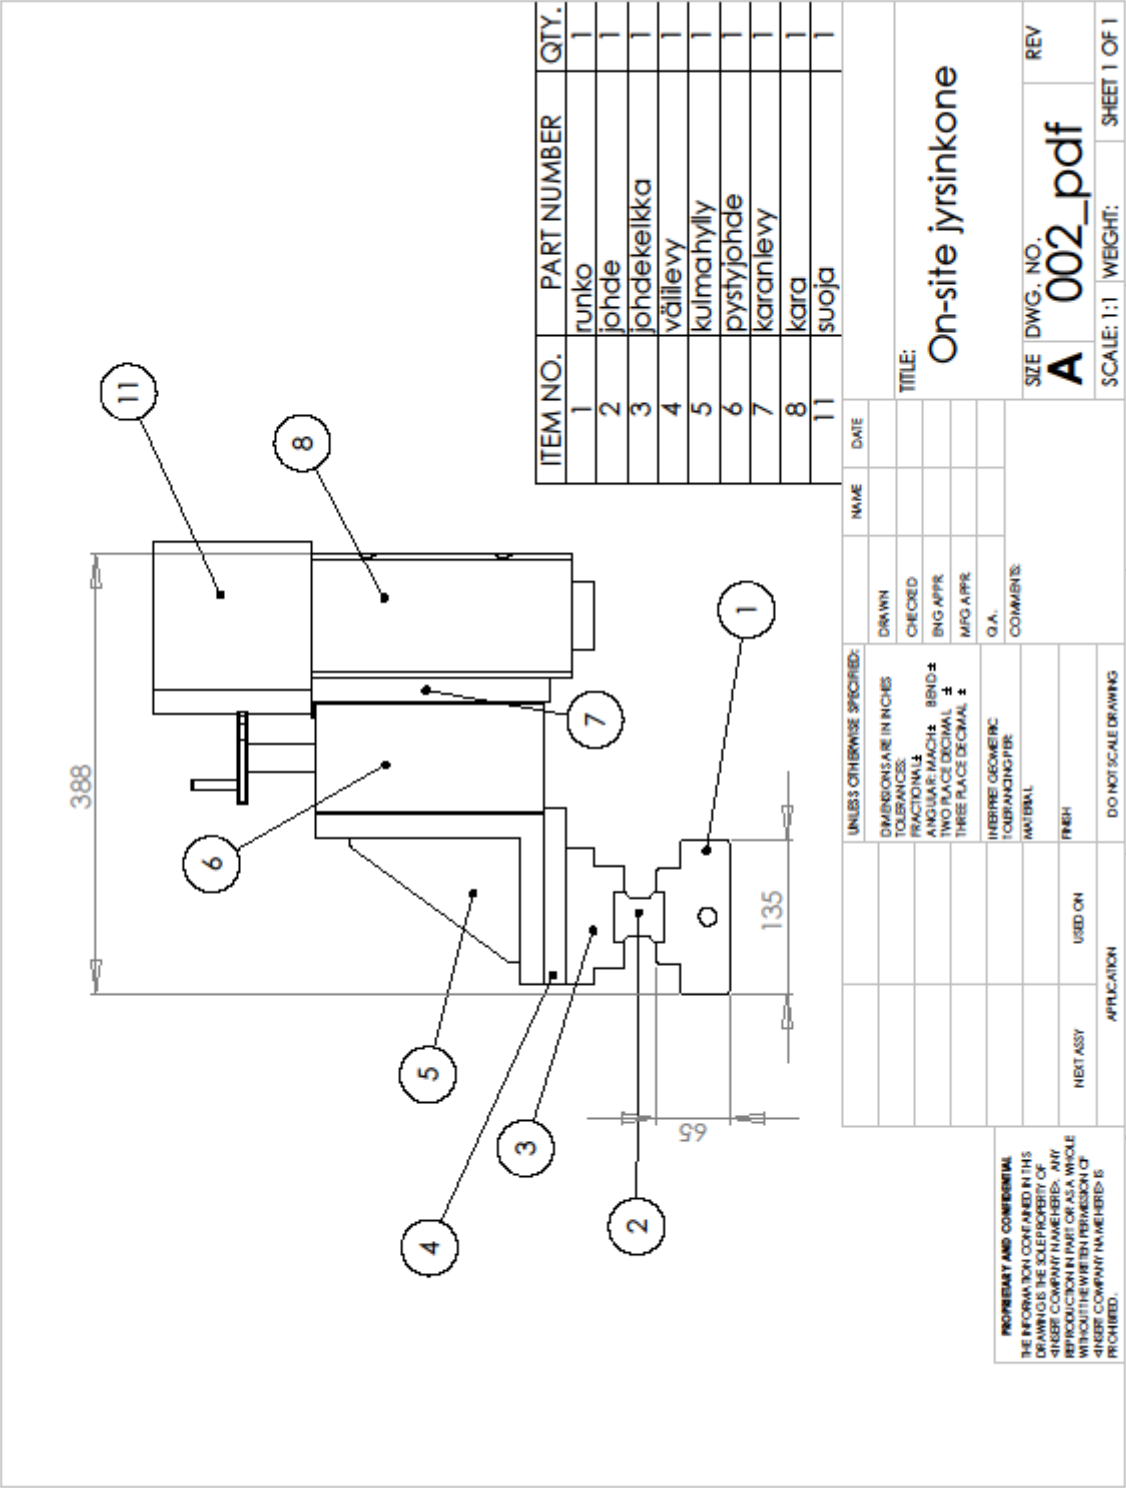 388
135
65
11
8
1
7
6
5
4
3
2
ITEM NO. PART NUMBER QTY.
1 runko 1
2 johde 1
3 johdekelkka 1
4 välilevy 1
5 kulmahylly 1
6 pystyjohde 1
7 karanlevy 1
8 kara 1
11 suoja 1
PROPRIETARY AND CONFIDENTIAL
THE INFORMATION CONTAINED IN THIS
DRAWING IS THE SOLE PROPERTY OF
<INSERT COMPANY NAME HERE>. ANY
REPRODUCTION IN PART OR AS A WHOLE
WITHOUT THE WRITTEN PERMISSION OF
<INSERT COMPANY NAME HERE> IS
PROHIBITED.
NEXT ASSY USED ON
APPLICATION
UNLESS OTHERWISE SPECIFIED:
DIMENSIONS ARE IN INCHES
TOLERANCES:
FRACTIONAL±
ANGULAR: MACH± BEND ±
TWO PLACE DECIMAL ±
THREE PLACE DECIMAL ±
INTERPRET GEOMETRIC
TOLERANCING PER:
MATERIAL
FINISH
DO NOT SCALE DRAWING
NAME DATE
DRAWN
CHECKED
ENG APPR.
MFG APPR.
Q.A.
COMMENTS:
TITLE:
On-site jyrsinkone
SIZE DWG. NO. REV
A 002_pdf
SCALE: 1:1 WEIGHT: SHEET 1 OF 1